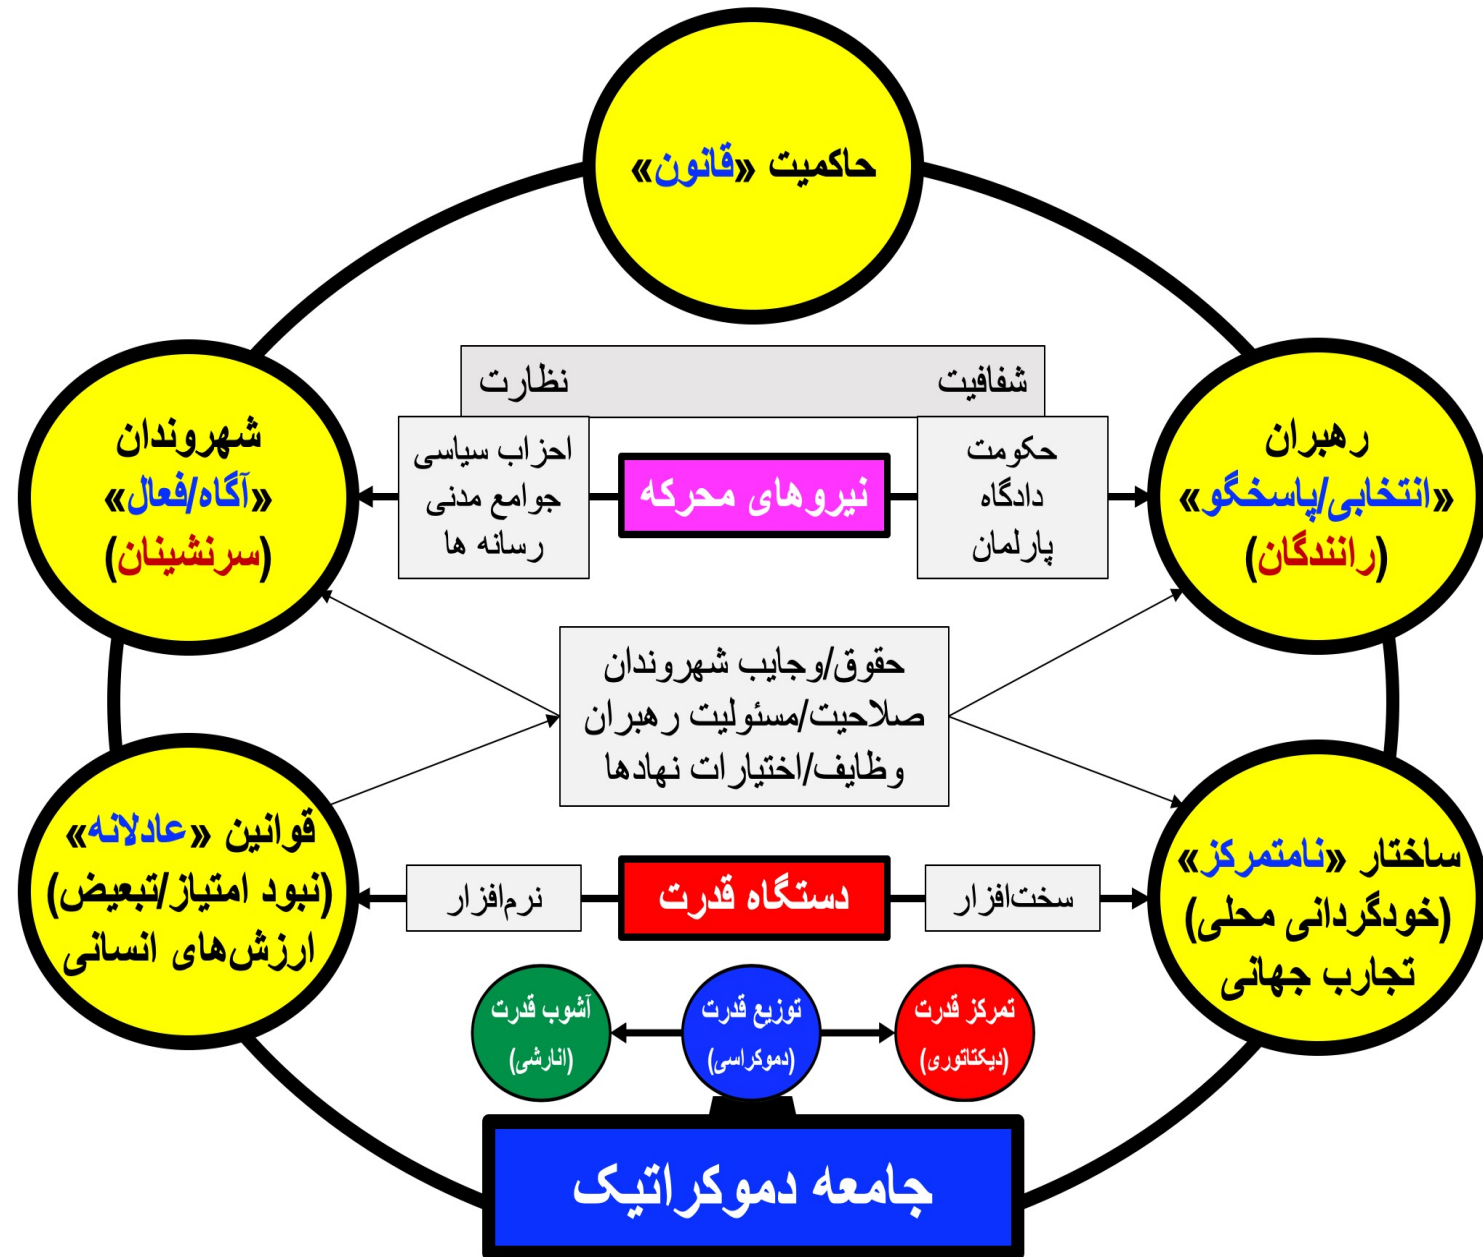 حاکمیت «قانون»
شفافیت
نظارت
رهبران
«انتخابی/پاسخگو»
(رانندگان)
حکومت
دادگاه
پارلمان
نیروهای محرکه
احزاب سیاسی
جوامع مدنی
رسانه ها
شهروندان
«آگاه/فعال»
(سرنشینان)
حقوق/وجایب شهروندان
صلاحیت/مسئولیت رهبران
وظایف/اختیارات نهادها
ساختار «نامتمرکز»
(خودگردانی محلی)
تجارب جهانی
سخت‌افزار
دستگاه قدرت
نرم‌افزار
قوانین «عادلانه»
(نبود امتیاز/تبعیض)
ارزش‌های انسانی
تمرکز قدرت
(دیکتاتوری)
توزیع قدرت
(دموکراسی)
آشوب قدرت
(انارشی)
جامعه دموکراتیک